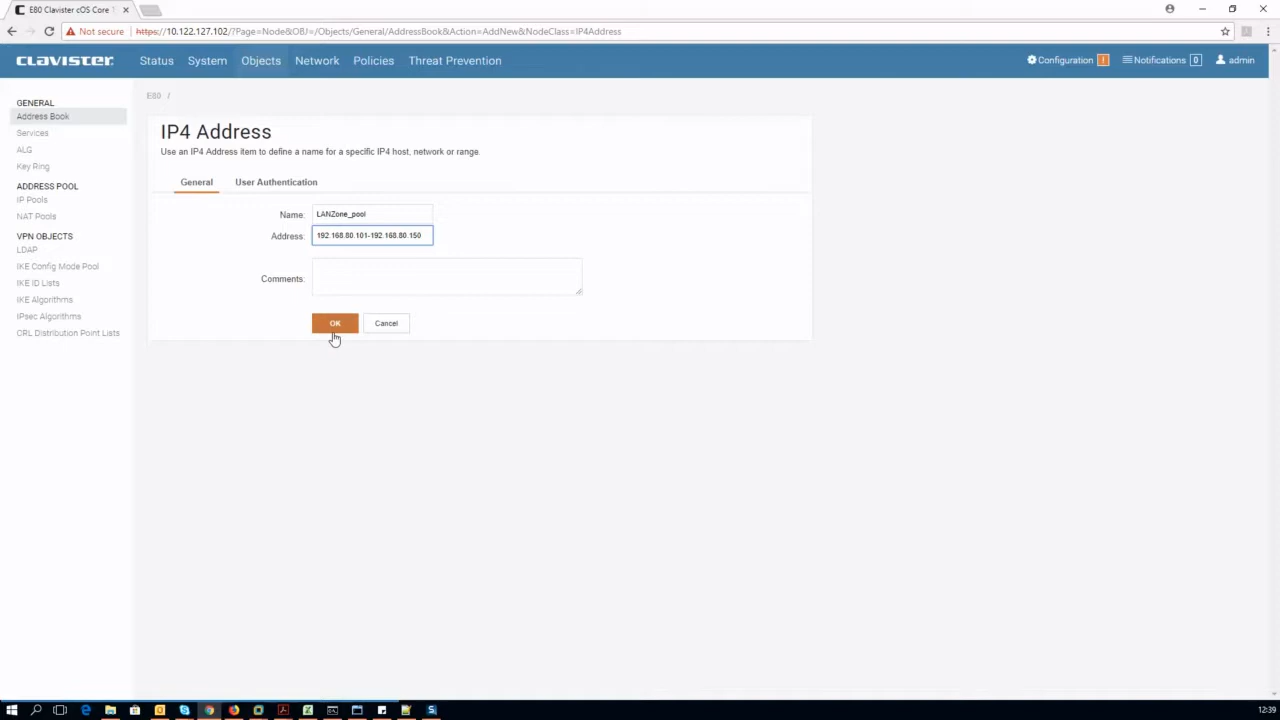 E80 Clavister cOS Core
Not secure
https://10.122.127.102/?Page=Node&OBJ=/Objects/General/AddressBook&Action=AddNew&NodeClass=IP4Address
CLAVISTER
Status
System
Objects
Network
Policies
Threat Prevention
Configuration !
Notifications 0
admin
GENERAL
Address Book
Services
ALG
Key Ring
ADDRESS POOL
IP Pools
NAT Pools
VPN OBJECTS
LDAP
IKE Config Mode Pool
IKE ID Lists
IKE Algorithms
IPsec Algorithms
CRL Distribution Point Lists
E80 /
IP4 Address
Use an IP4 Address item to define a name for a specific IP4 host, network or range.
General
User Authentication
Name: LANZone_pool
Address: 192.168.80.101-192.168.80.150
Comments:
OK
Cancel
12:39